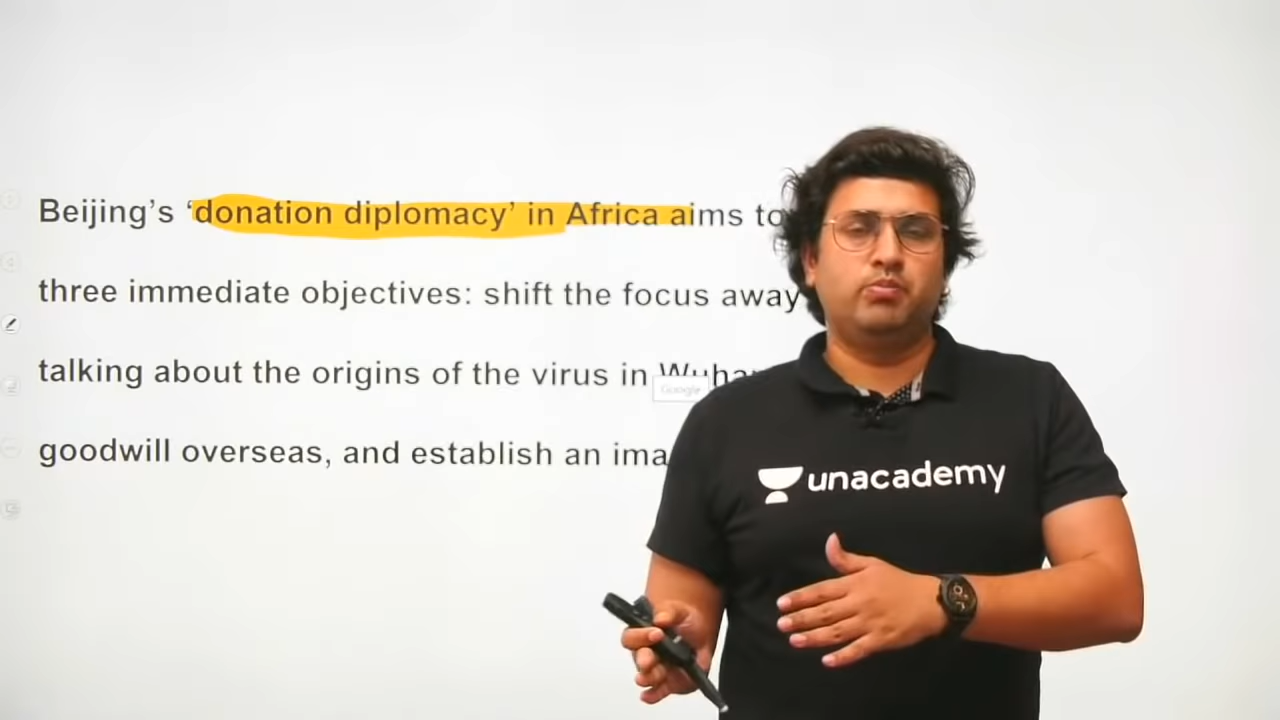 Beijing’s ‘donation diplomacy’ in Africa aims to
three immediate objectives: shift the focus away
talking about the origins of the virus in
goodwill overseas, and establish an
Google
unacademy